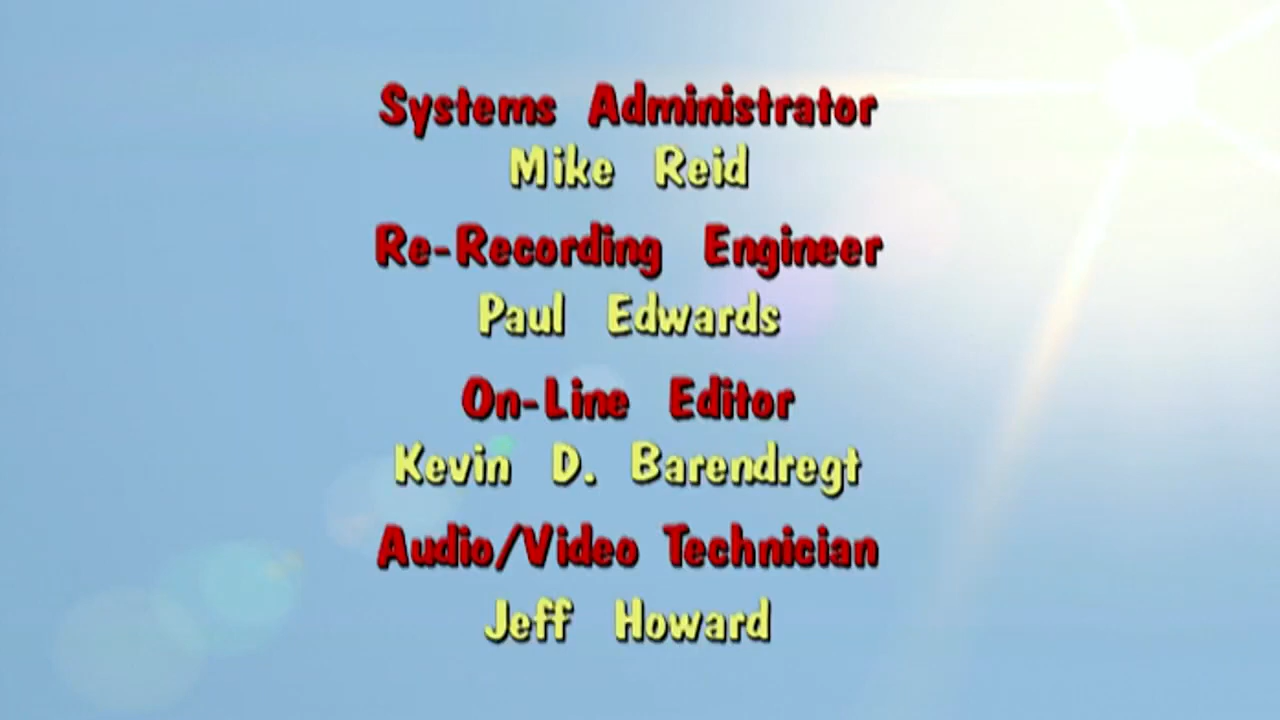 Systems Administrator
Mike Reid
Re-Recording Engineer
Paul Edwards
On-Line Editor
Kevin D. Barendregt
Audio/Video Technician
Jeff Howard